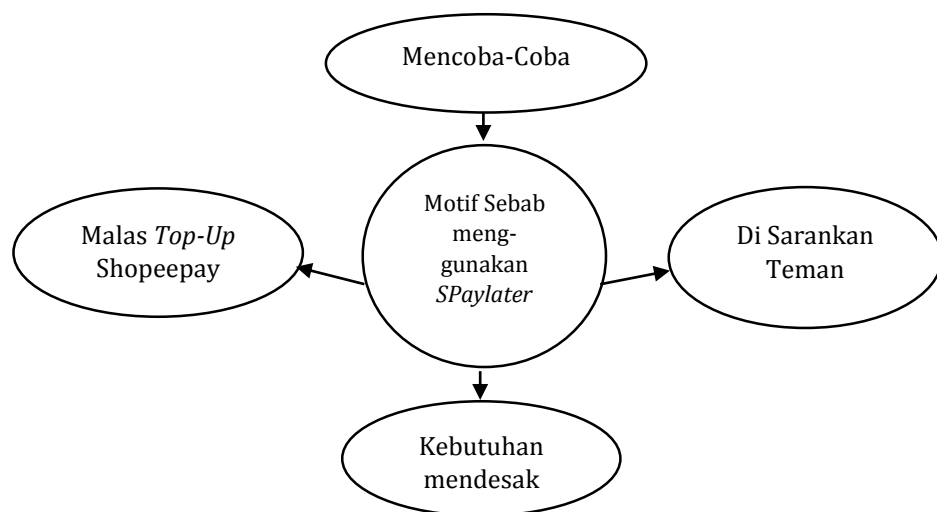 Mencoba-Coba
Motif Sebab
meng-
gunakan
SPaylater
Malas Top-Up
Shopeepay
Di Sarankan
Teman
Kebutuhan
mendesak